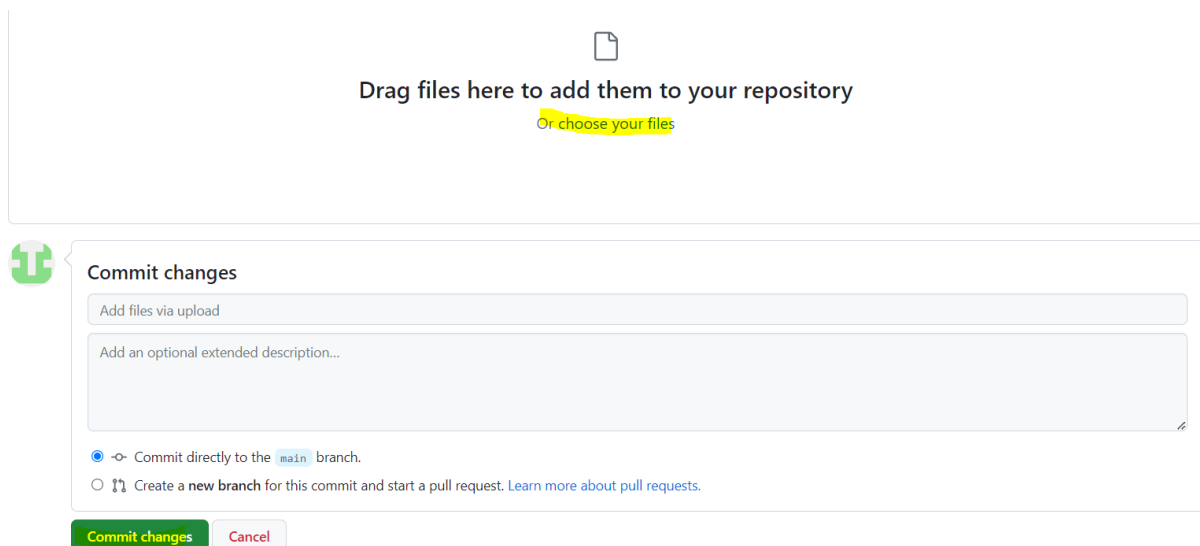 Drag files here to add them to your repository
Or choose your files
Commit changes
Add files via upload
Add an optional extended description...
Commit directly to the main branch.
Create a new branch for this commit and start a pull request. Learn more about pull requests.
Commit changes Cancel